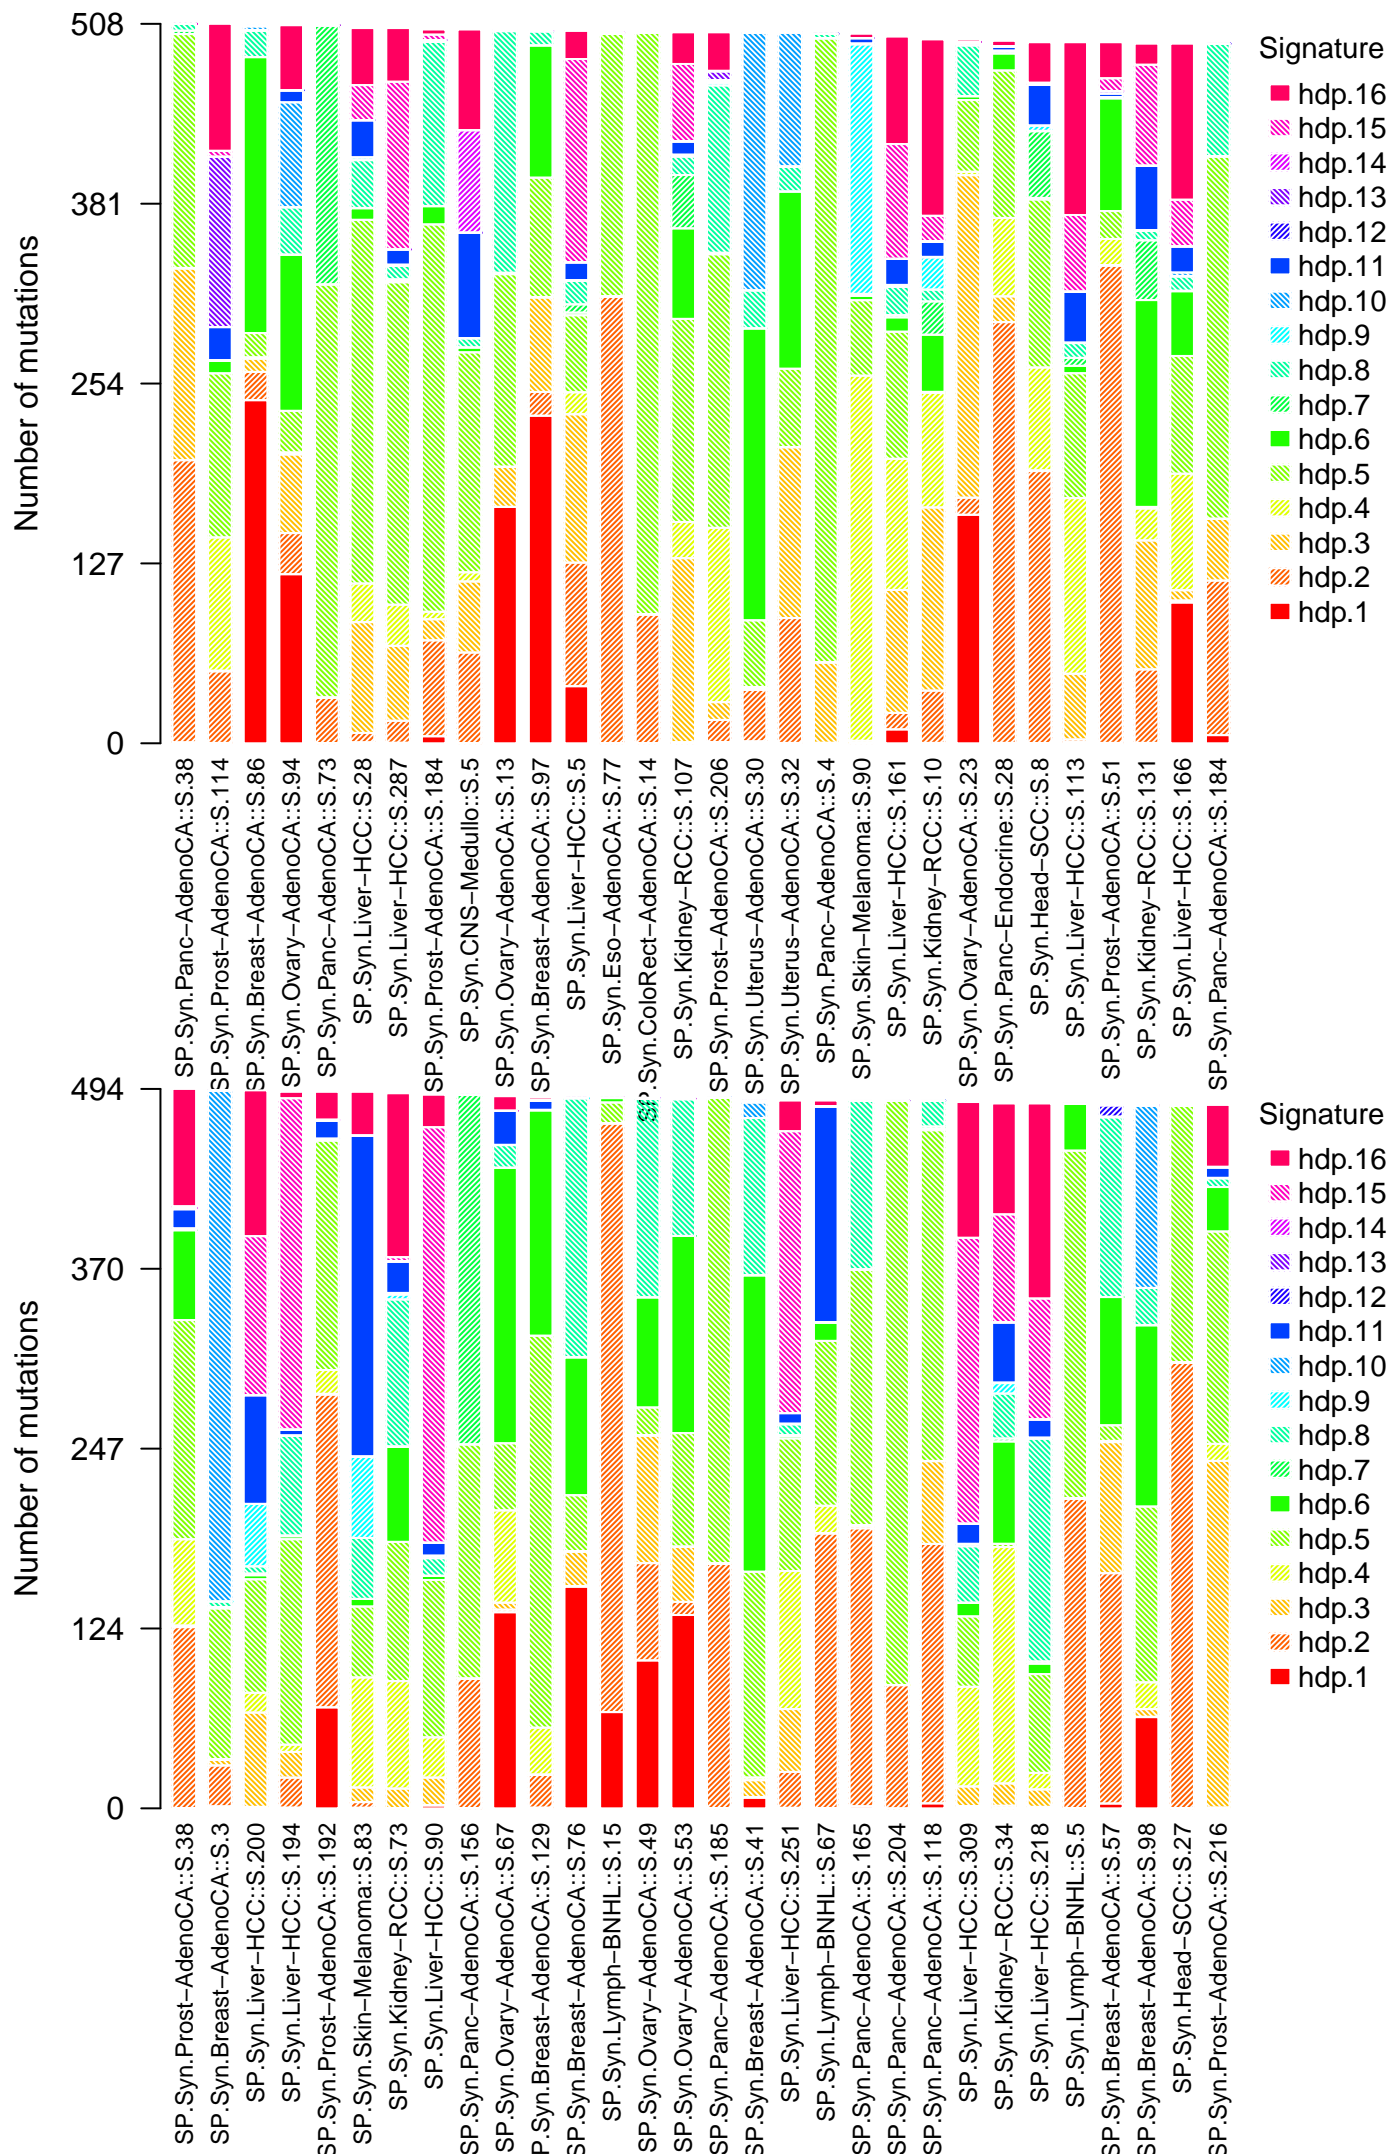 Number of mutations
508
381
254
127
0
Signature
hdp.16
hdp.15
hdp.14
hdp.13
hdp.12
hdp.11
hdp.10
hdp.9
hdp.8
hdp.7
hdp.6
hdp.5
hdp.4
hdp.3
hdp.2
hdp.1
SP.Syn.Panc−AdenoCA::S.38
SP.Syn.Prost−AdenoCA::S.114
SP.Syn.Breast−AdenoCA::S.86
SP.Syn.Ovary−AdenoCA::S.94
SP.Syn.Panc−AdenoCA::S.73
SP.Syn.Liver−HCC::S.28
SP.Syn.Liver−HCC::S.287
SP.Syn.Prost−AdenoCA::S.184
SP.Syn.CNS−Medullo::S.5
SP.Syn.Ovary−AdenoCA::S.13
SP.Syn.Breast−AdenoCA::S.97
SP.Syn.Liver−HCC::S.5
SP.Syn.Eso−AdenoCA::S.77
SP.Syn.ColoRect−AdenoCA::S.14
SP.Syn.Kidney−RCC::S.107
SP.Syn.Prost−AdenoCA::S.206
SP.Syn.Uterus−AdenoCA::S.30
SP.Syn.Uterus−AdenoCA::S.32
SP.Syn.Panc−AdenoCA::S.4
SP.Syn.Skin−Melanoma::S.90
SP.Syn.Liver−HCC::S.161
SP.Syn.Kidney−RCC::S.10
SP.Syn.Ovary−AdenoCA::S.23
SP.Syn.Panc−Endocrine::S.28
SP.Syn.Head−SCC::S.8
SP.Syn.Liver−HCC::S.113
SP.Syn.Prost−AdenoCA::S.51
SP.Syn.Kidney−RCC::S.131
SP.Syn.Liver−HCC::S.166
SP.Syn.Panc−AdenoCA::S.184
Number of mutations
494
370
247
124
0
Signature
hdp.16
hdp.15
hdp.14
hdp.13
hdp.12
hdp.11
hdp.10
hdp.9
hdp.8
hdp.7
hdp.6
hdp.5
hdp.4
hdp.3
hdp.2
hdp.1
SP.Syn.Prost−AdenoCA::S.38
SP.Syn.Breast−AdenoCA::S.3
SP.Syn.Liver−HCC::S.200
SP.Syn.Liver−HCC::S.194
SP.Syn.Prost−AdenoCA::S.192
SP.Syn.Skin−Melanoma::S.83
SP.Syn.Kidney−RCC::S.73
SP.Syn.Liver−HCC::S.90
SP.Syn.Panc−AdenoCA::S.156
SP.Syn.Ovary−AdenoCA::S.67
P.Syn.Breast−AdenoCA::S.129
SP.Syn.Breast−AdenoCA::S.76
SP.Syn.Lymph−BNHL::S.15
SP.Syn.Ovary−AdenoCA::S.49
SP.Syn.Ovary−AdenoCA::S.53
SP.Syn.Panc−AdenoCA::S.185
SP.Syn.Breast−AdenoCA::S.41
SP.Syn.Liver−HCC::S.251
SP.Syn.Lymph−BNHL::S.67
SP.Syn.Panc−AdenoCA::S.165
SP.Syn.Panc−AdenoCA::S.204
SP.Syn.Panc−AdenoCA::S.118
SP.Syn.Liver−HCC::S.309
SP.Syn.Kidney−RCC::S.34
SP.Syn.Liver−HCC::S.218
SP.Syn.Lymph−BNHL::S.5
SP.Syn.Breast−AdenoCA::S.57
SP.Syn.Breast−AdenoCA::S.98
SP.Syn.Head−SCC::S.27
SP.Syn.Prost−AdenoCA::S.216